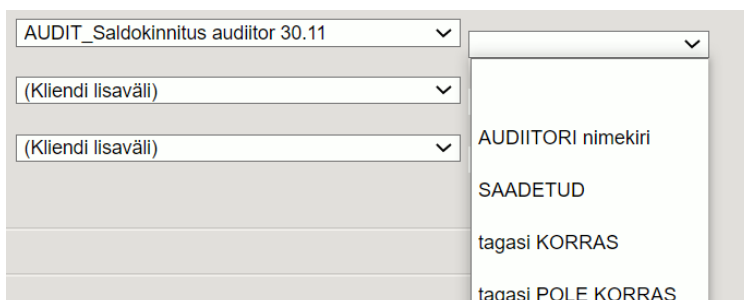 AUDIT_Saldokinnitus audiitor 30.11
(Kliendi lisaväli)
(Kliendi lisaväli)
AUDIITORI nimekiri
SAADETUD
tagasi KORRAS
tagasi POLE KORRAS